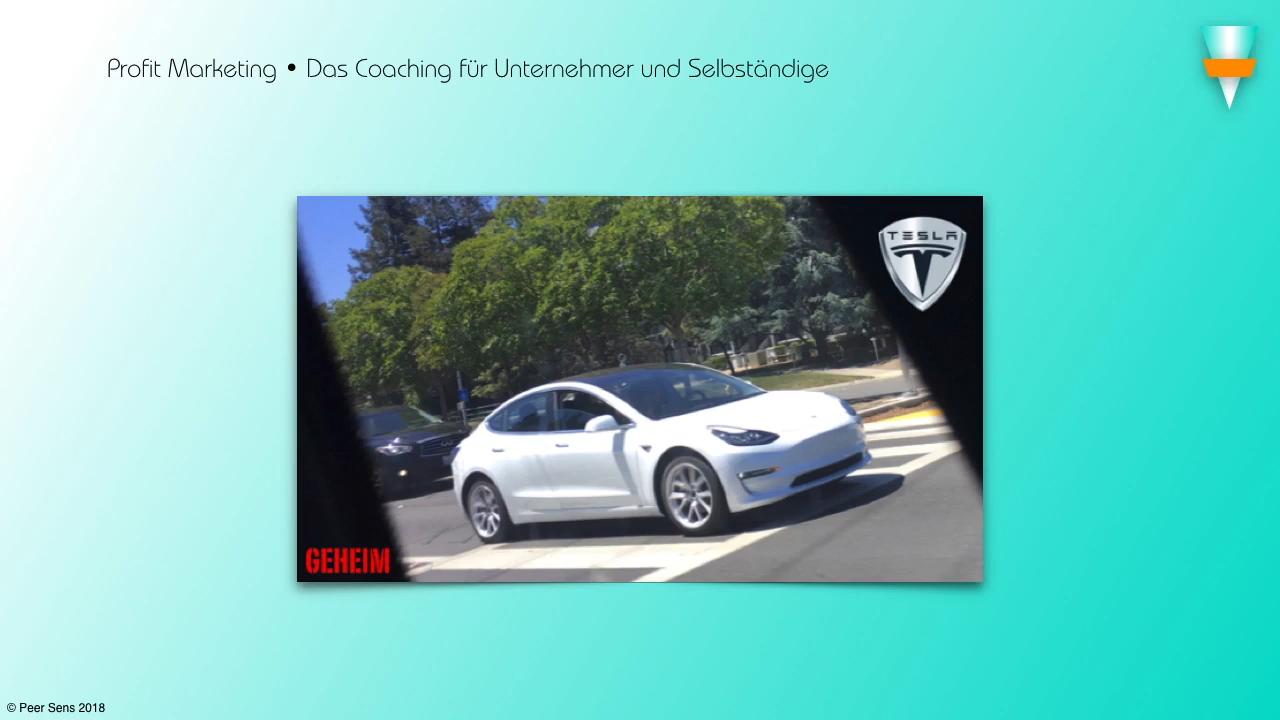 Profit Marketing • Das Coaching für Unternehmer und Selbständige
TESLA
GEHEIM
© Peer Sens 2018